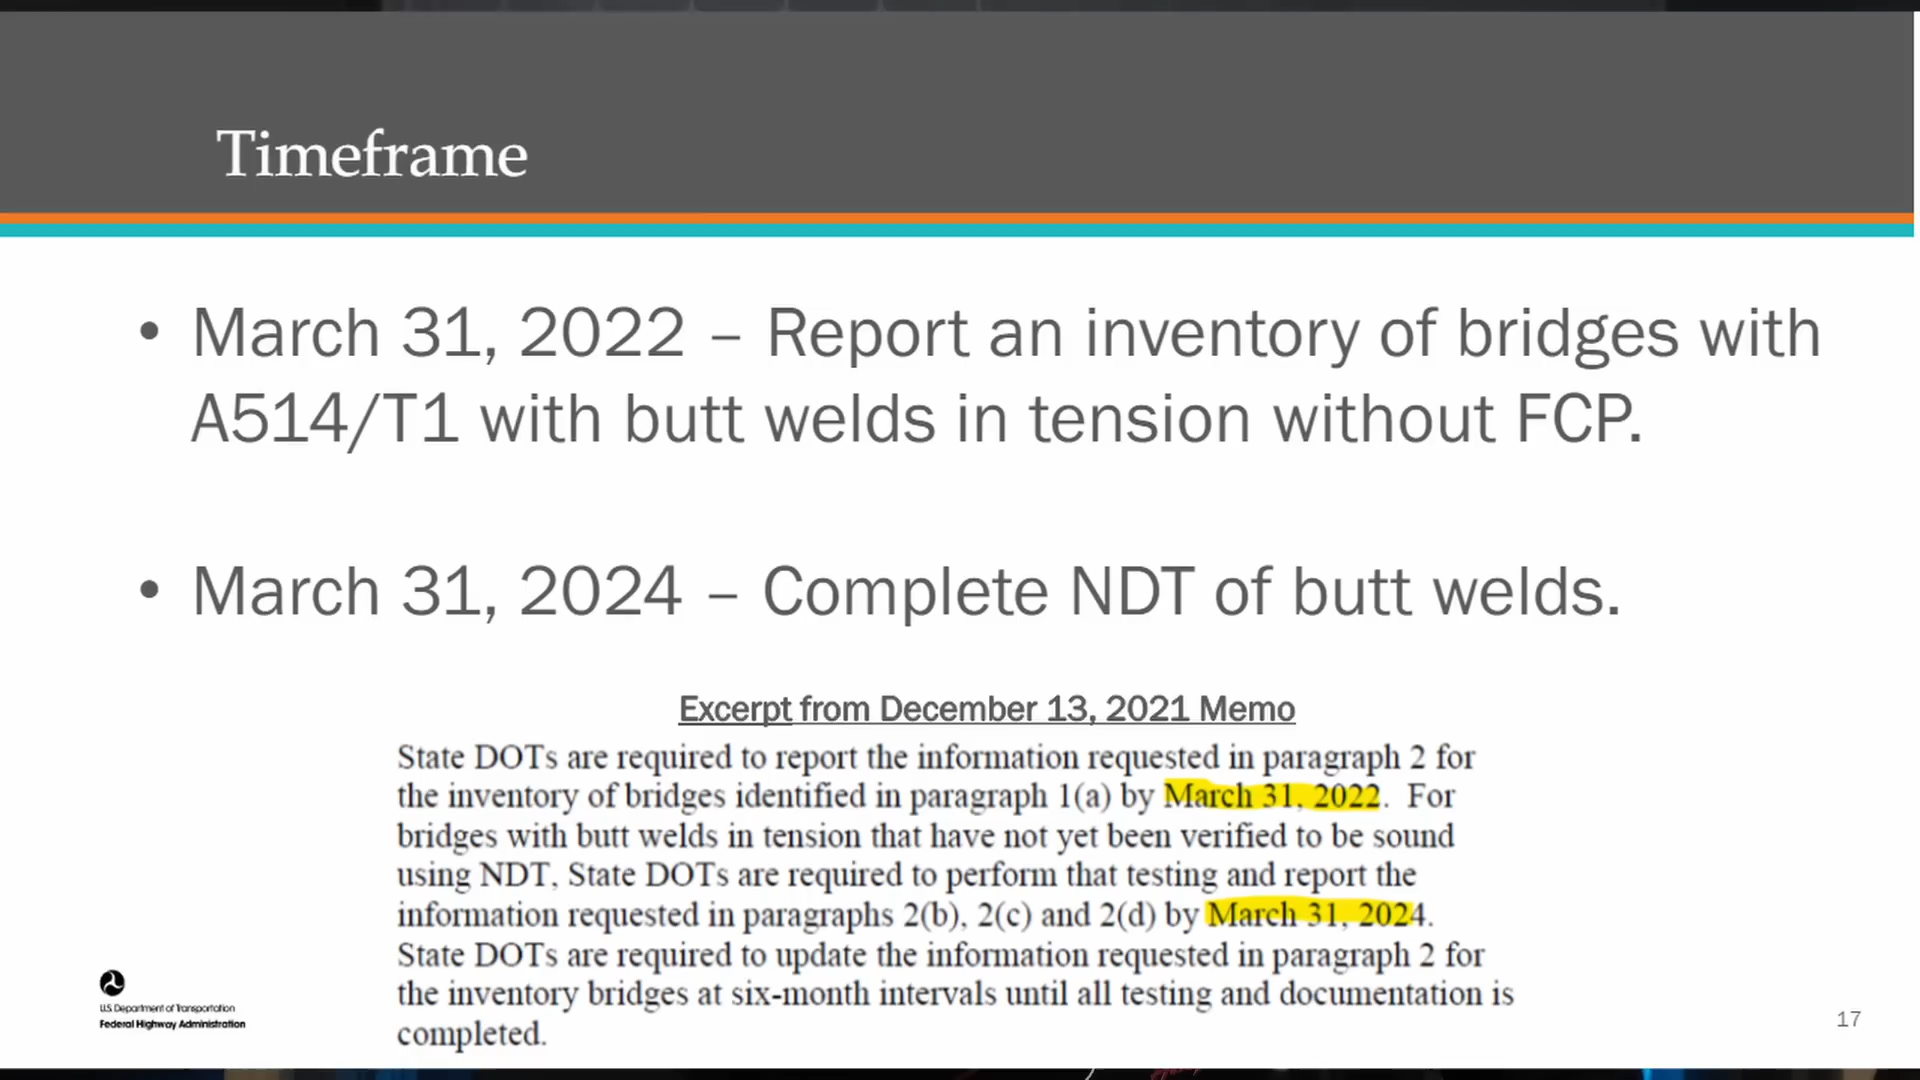 Timeframe
• March 31, 2022 – Report an inventory of bridges with
A514/T1 with butt welds in tension without FCP.
• March 31, 2024 – Complete NDT of butt welds.
Excerpt from December 13, 2021 Memo
State DOTs are required to report the information requested in paragraph 2 for
the inventory of bridges identified in paragraph 1(a) by March 31, 2022. For
bridges with butt welds in tension that have not yet been verified to be sound
using NDT, State DOTs are required to perform that testing and report the
information requested in paragraphs 2(b), 2(c) and 2(d) by March 31, 2024.
State DOTs are required to update the information requested in paragraph 2 for
the inventory bridges at six-month intervals until all testing and documentation is
completed.
U.S. Department of Transportation
Federal Highway Administration
17